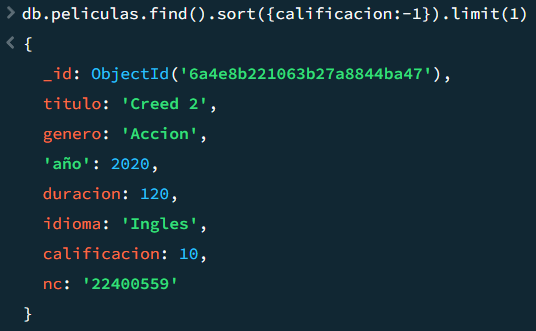 > db.peliculas.find().sort({calificacion:-1}).limit(1)
< {
_id: ObjectId('6a4e8b221063b27a8844ba47'),
titulo: 'Creed 2',
genero: 'Accion',
'año': 2020,
duracion: 120,
idioma: 'Ingles',
calificacion: 10,
nc: '22400559'
}